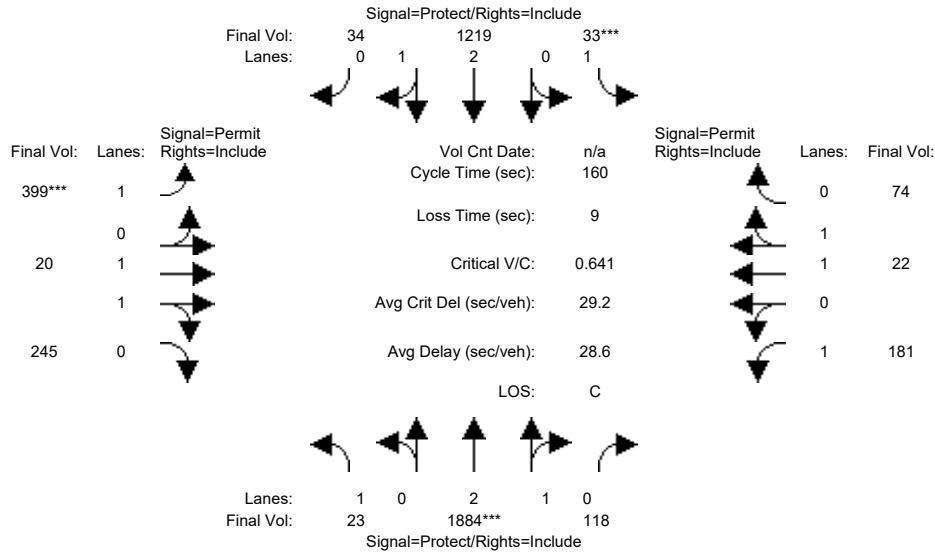 Signal=Protect/Rights=Include
Final Vol: 34 1219 33***
Lanes: 0 1 2 0 1
Signal=Permit Signal=Permit
Final Vol: Lanes: Rights=Include Vol Cnt Date: n/a Rights=Include Lanes: Final Vol:
Cycle Time (sec): 160
399*** 1 0 74
Loss Time (sec): 9
0 1
20 1 Critical V/C: 0.641 1 22
1 Avg Crit Del (sec/veh): 29.2 0
245 0 Avg Delay (sec/veh): 28.6 1 181
LOS: C
Lanes: 1 0 2 1 0
Final Vol: 23 1884*** 118
Signal=Protect/Rights=Include